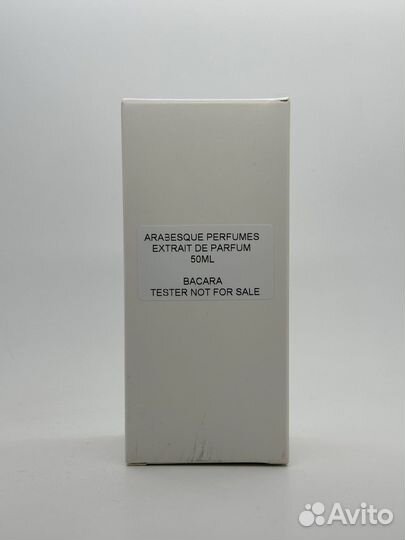 ARABESQUE PERFUMES
EXTRAIT DE PARFUM
50ML
BACARA
TESTER NOT FOR SALE
Avito